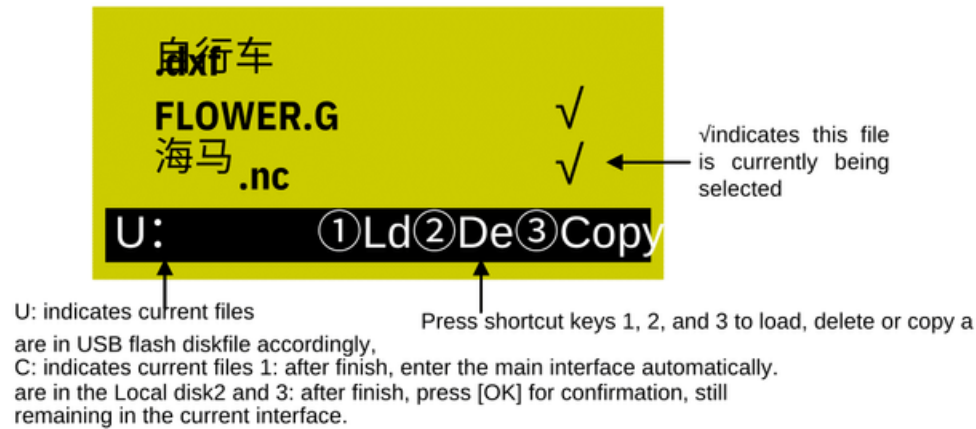 自行车
.dxf
FLOWER.G √
海马.nc √
U: ①Ld②De③Copy
√indicates this file
is currently being
selected
U: indicates current files
Press shortcut keys 1, 2, and 3 to load, delete or copy a
are in USB flash diskfile accordingly,
C: indicates current files 1: after finish, enter the main interface automatically.
are in the Local disk2 and 3: after finish, press [OK] for confirmation, still
remaining in the current interface.